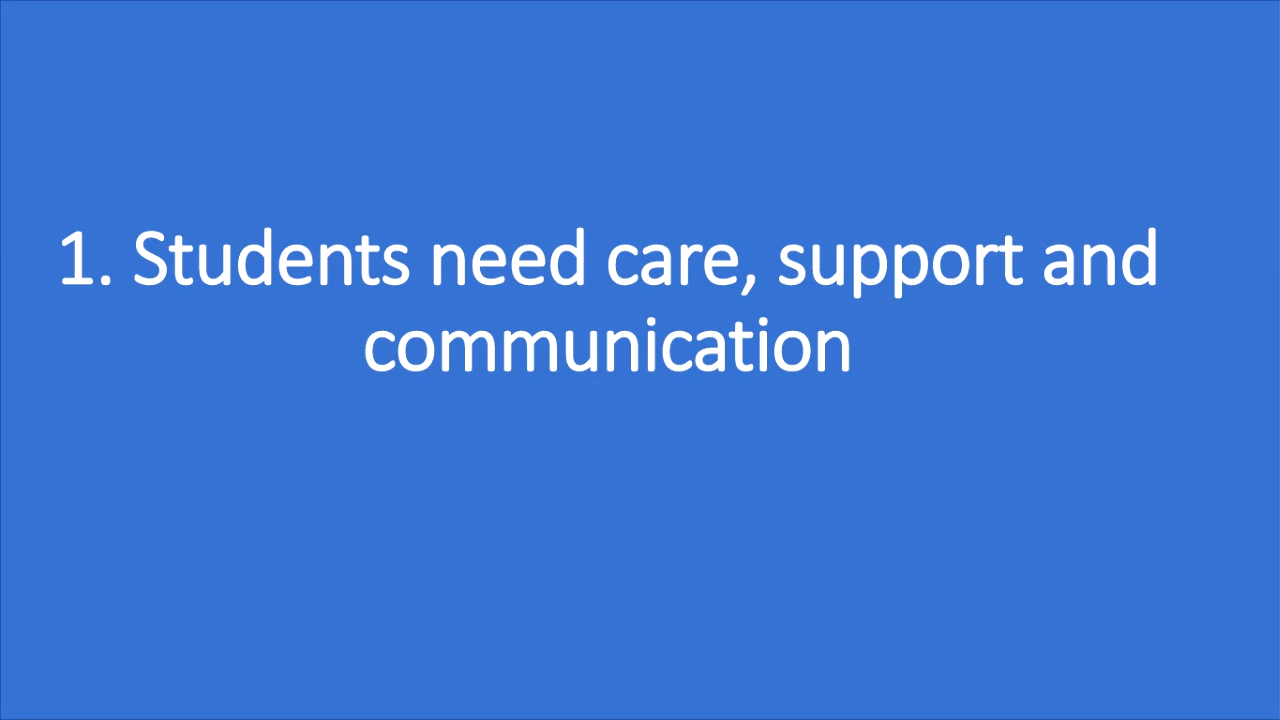 1. Students need care, support and
communication